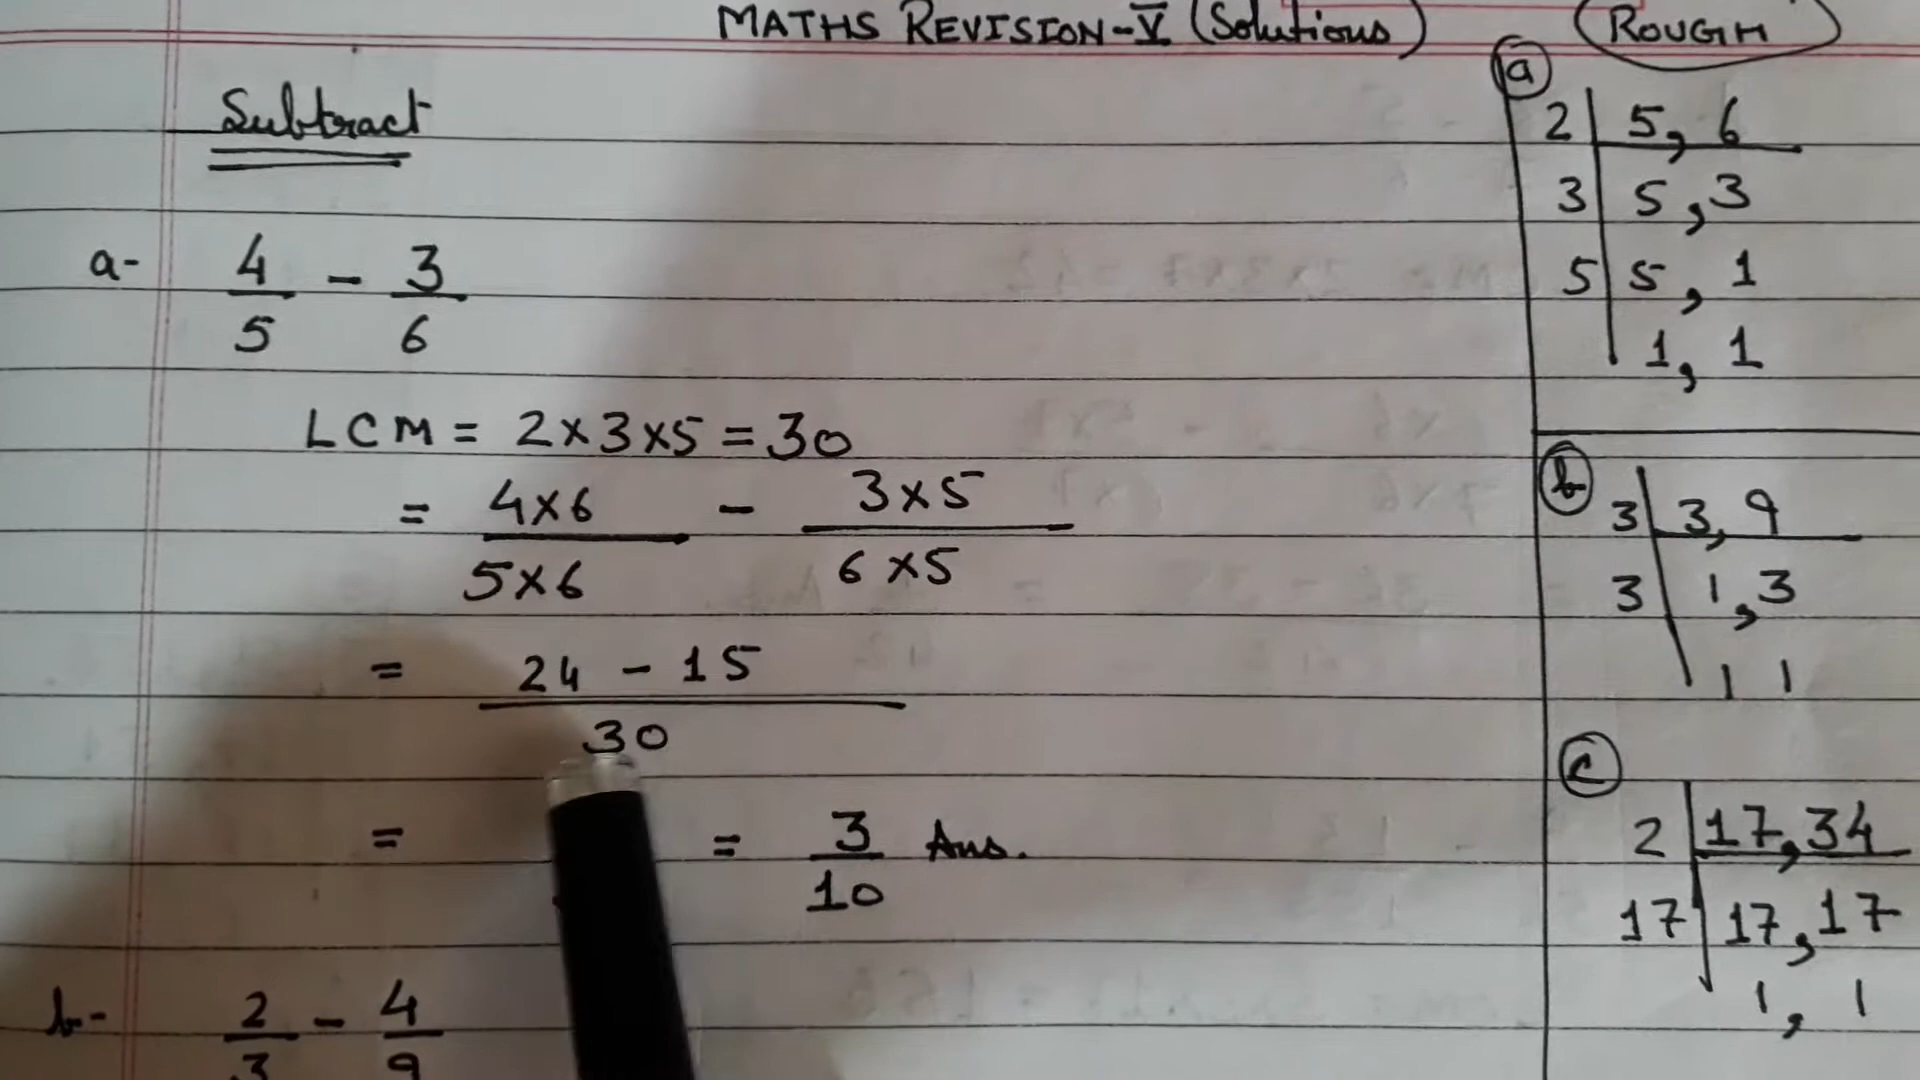 MATHS REVISION-V (Solutions)
ROUGH
Subtract
a- 4/5 - 3/6
LCM = 2×3×5 = 30
= 4×6/5×6 - 3×5/6×5
= 24 - 15/30
= = 3/10 Ans.
b- 2/3 - 4/9
a
2 | 5, 6
3 | 5, 3
5 | 5, 1
1, 1
b
3 | 3, 9
3 | 1, 3
1 1
c
2 | 17, 34
17 | 17, 17
1, 1